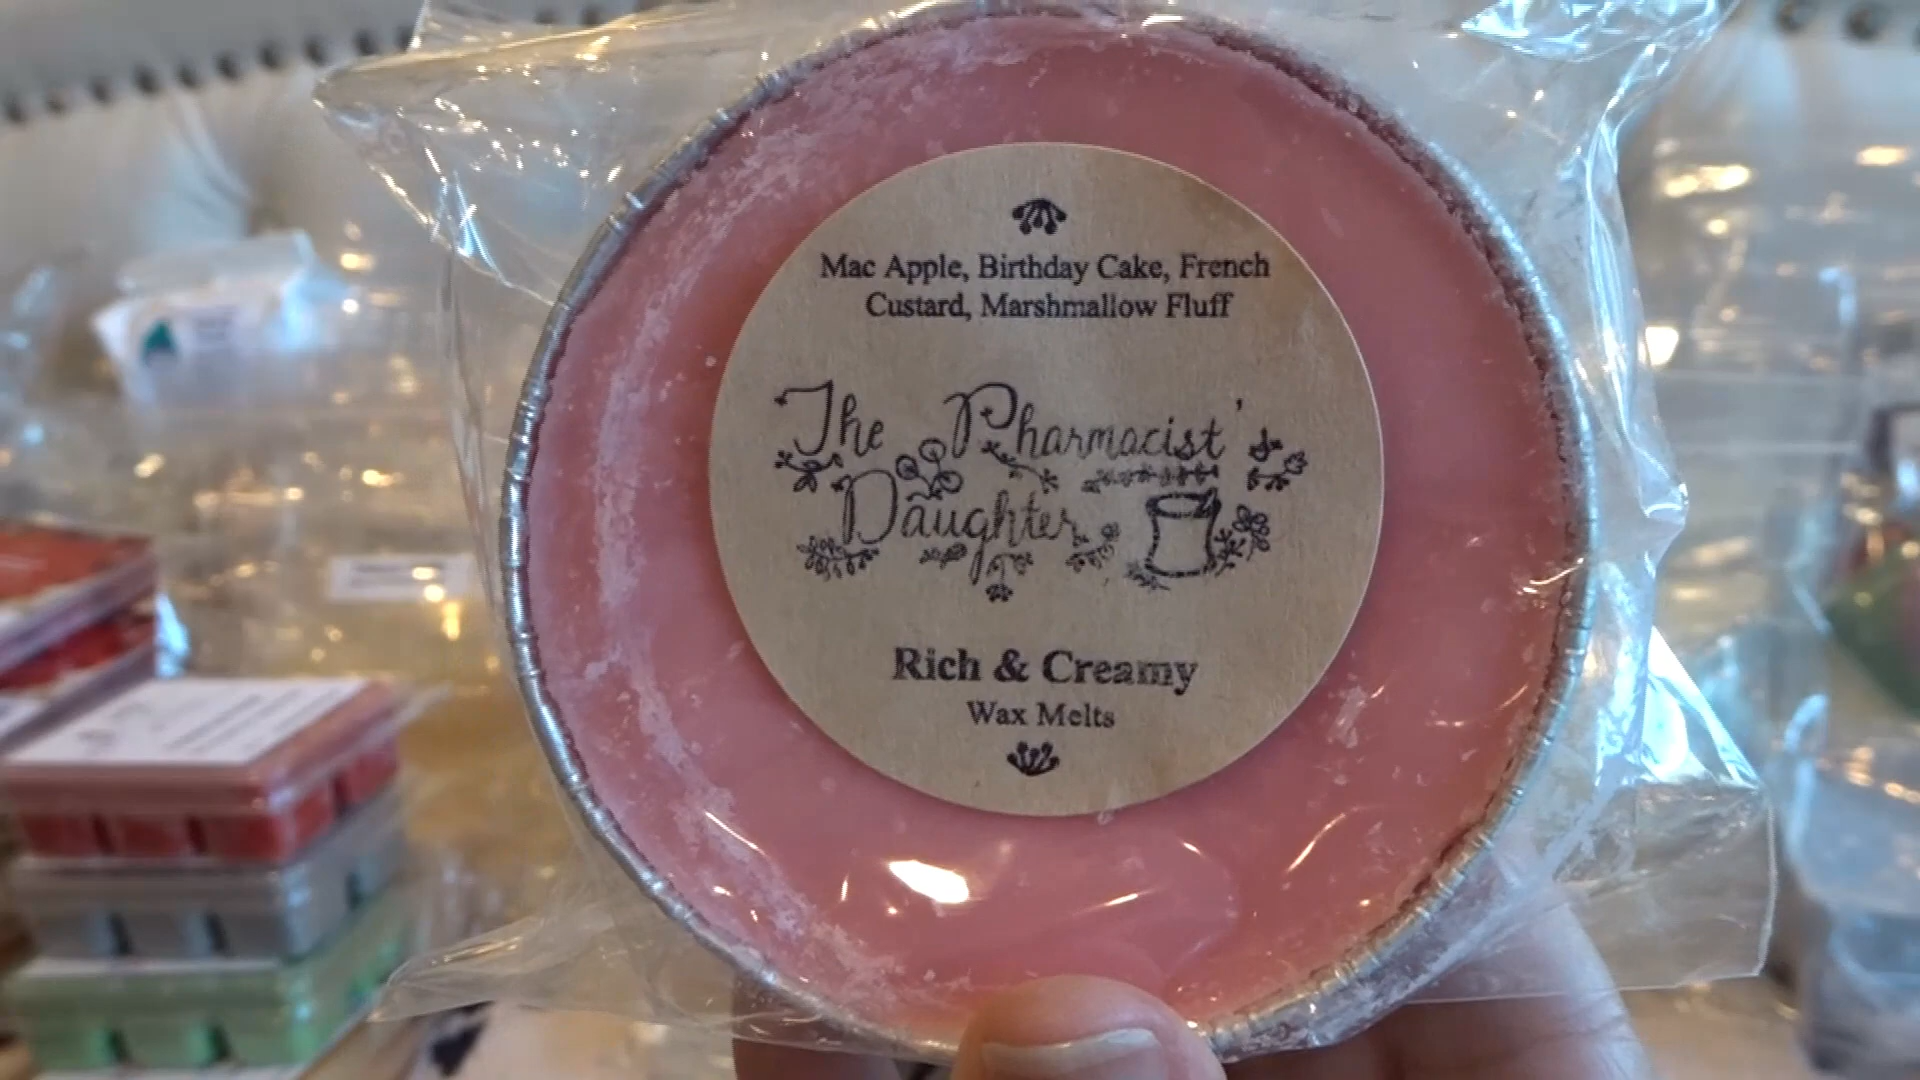 Mac Apple, Birthday Cake, French
Custard, Marshmallow Fluff
The Pharmacist'
Daughter
Rich & Creamy
Wax Melts